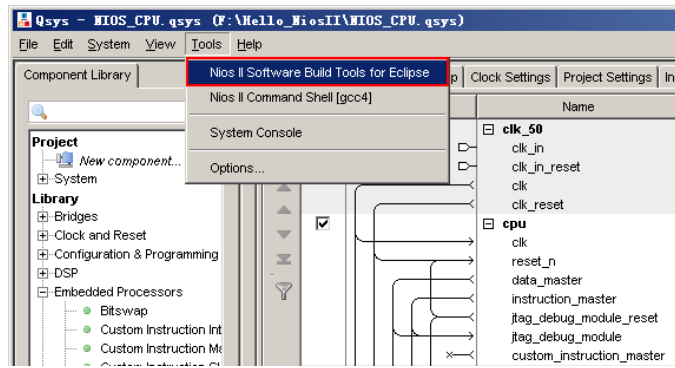 Qsys - NIOS_CPU.qsys (F:\Hello_NiosII\NIOS_CPU.qsys)
File Edit System View Tools Help
Component Library
Nios II Software Build Tools for Eclipse
Nios II Command Shell [gcc4]
System Console
Options...
p Clock Settings Project Settings In
Name
Project
New component...
System
Library
Bridges
Clock and Reset
Configuration & Programming
DSP
Embedded Processors
Bitswap
Custom Instruction Int
Custom Instruction Ma
clk_50
clk_in
clk_in_reset
clk
clk_reset
cpu
clk
reset_n
data_master
instruction_master
jtag_debug_module_reset
jtag_debug_module
custom_instruction_master